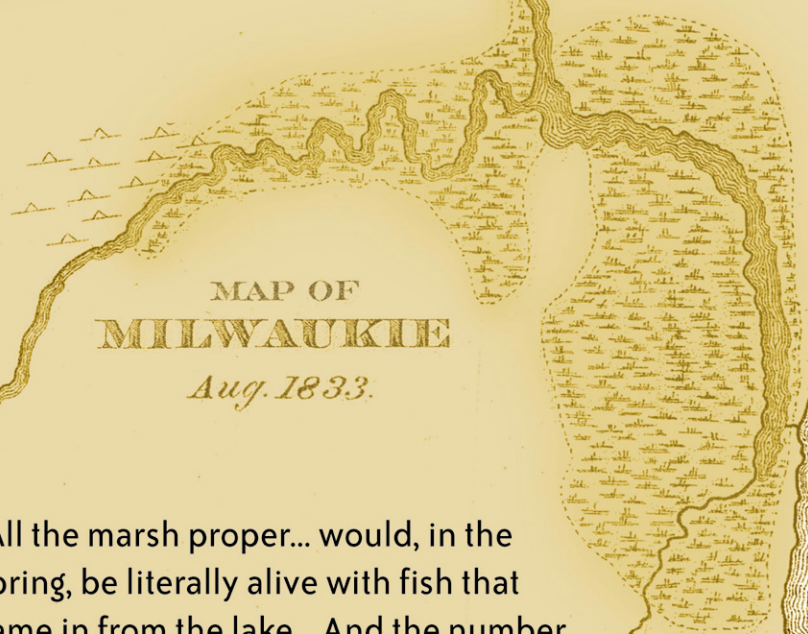 MAP OF
MILWAUKIE
Aug. 1833.
All the marsh proper... would, in the
pring, be literally alive with fish that
ame in from the lake... And the number